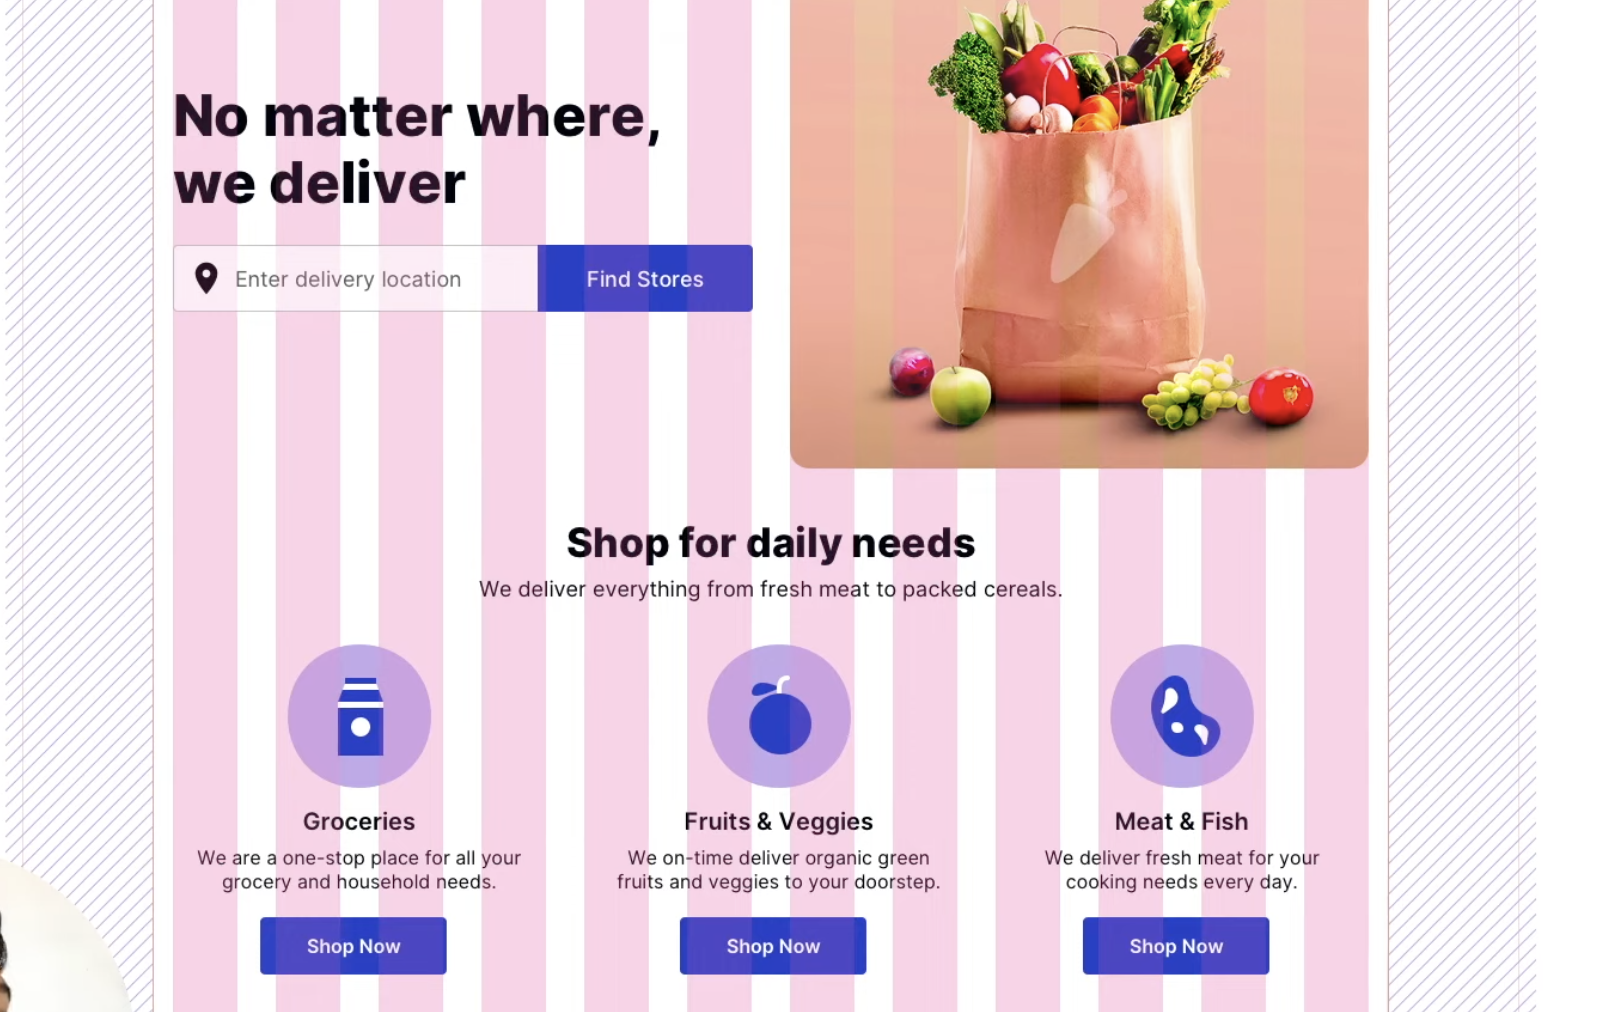 No matter where,
we deliver
Enter delivery location
Find Stores
Shop for daily needs
We deliver everything from fresh meat to packed cereals.
Groceries
We are a one-stop place for all your
grocery and household needs.
Shop Now
Fruits & Veggies
We on-time deliver organic green
fruits and veggies to your doorstep.
Shop Now
Meat & Fish
We deliver fresh meat for your
cooking needs every day.
Shop Now